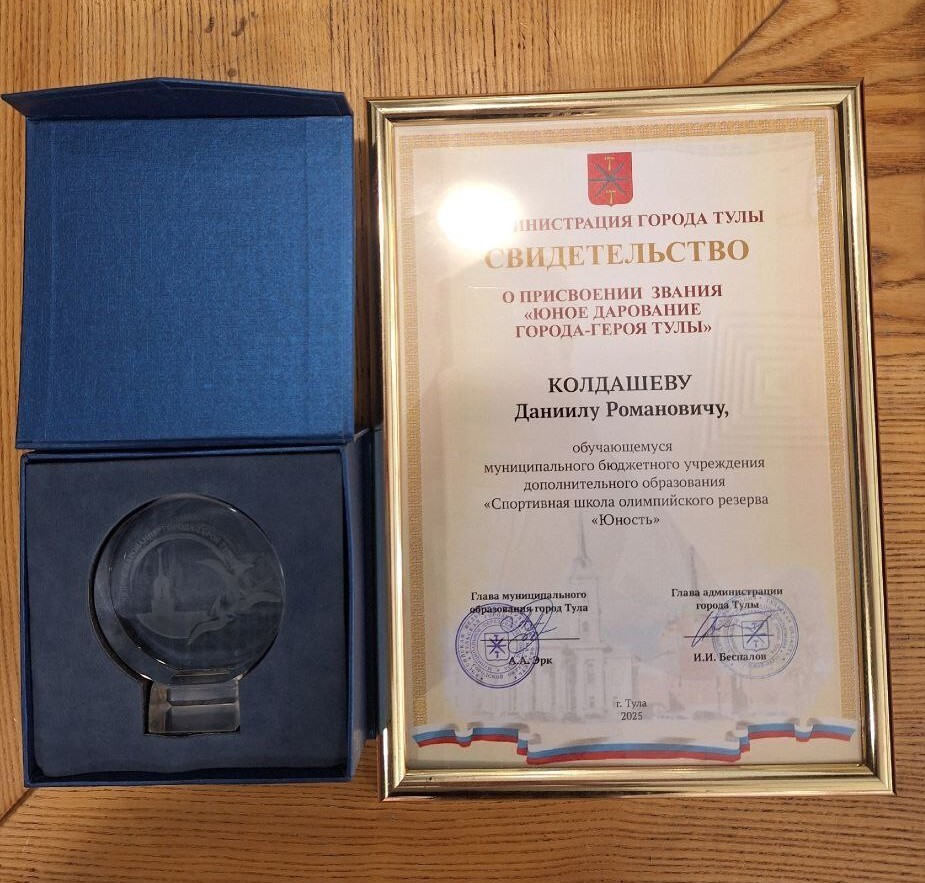 АДМИНИСТРАЦИЯ ГОРОДА ТУЛЫ
СВИДЕТЕЛЬСТВО
О ПРИСВОЕНИИ ЗВАНИЯ
«ЮНОЕ ДАРОВАНИЕ
ГОРОДА-ГЕРОЯ ТУЛЫ»
КОЛДАШЕВУ
Даниилу Романовичу,
обучающемуся
муниципального бюджетного учреждения
дополнительного образования
«Спортивная школа олимпийского резерва
«Юность»
Глава муниципального
образования город Тула
А.А. Эрк
Глава администрации
города Тулы
И.И. Беспалов
г. Тула
2025